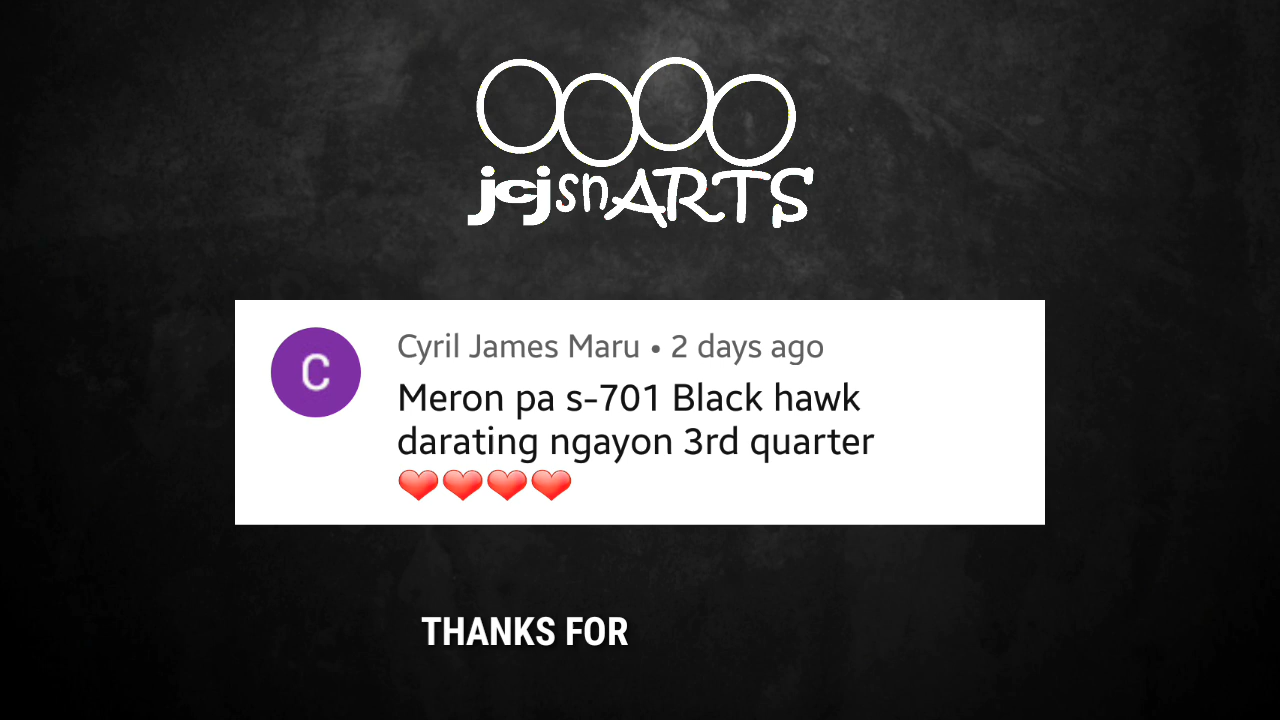 jcjsnARTS
C
Cyril James Maru • 2 days ago
Meron pa s-701 Black hawk
darating ngayon 3rd quarter
❤❤❤❤
THANKS FOR